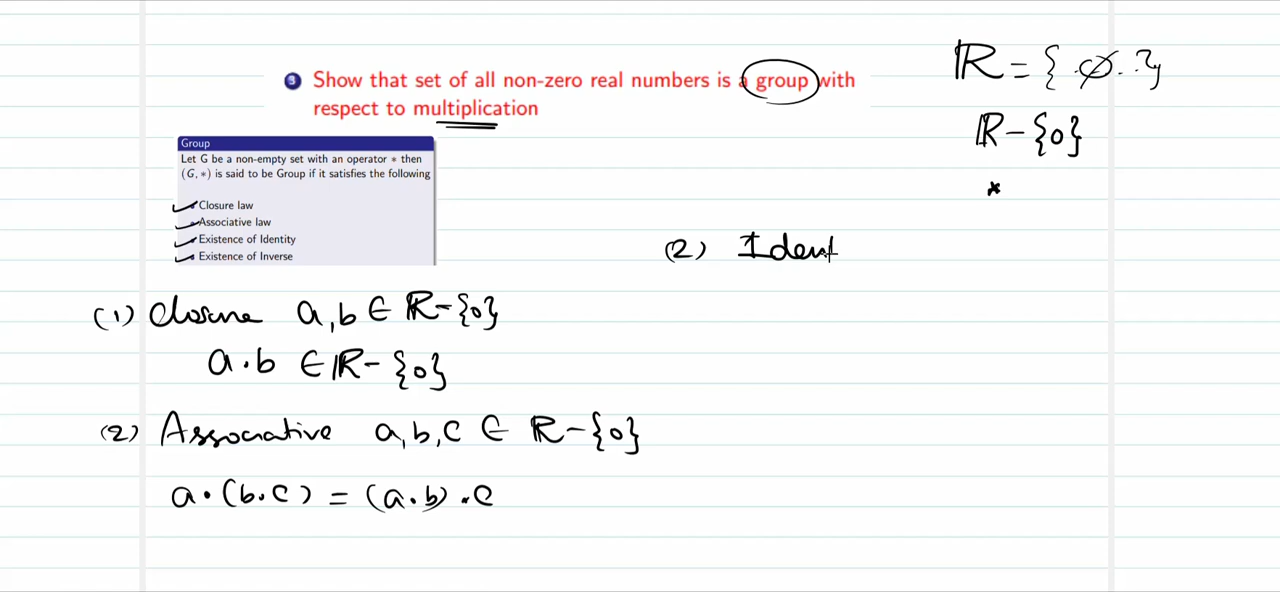 3 Show that set of all non-zero real numbers is a group with
respect to multiplication
Group
Let G be a non-empty set with an operator * then
(G, *) is said to be Group if it satisfies the following
Closure law
Associative law
Existence of Identity
Existence of Inverse
ℝ = {
ℝ-{0}
*
(1) Closure a, b ∈ ℝ-{0}
a·b ∈ ℝ-{0}
(2) Associative a, b, c ∈ ℝ-{0}
a·(b·c) = (a·b)·c
(2) Ident